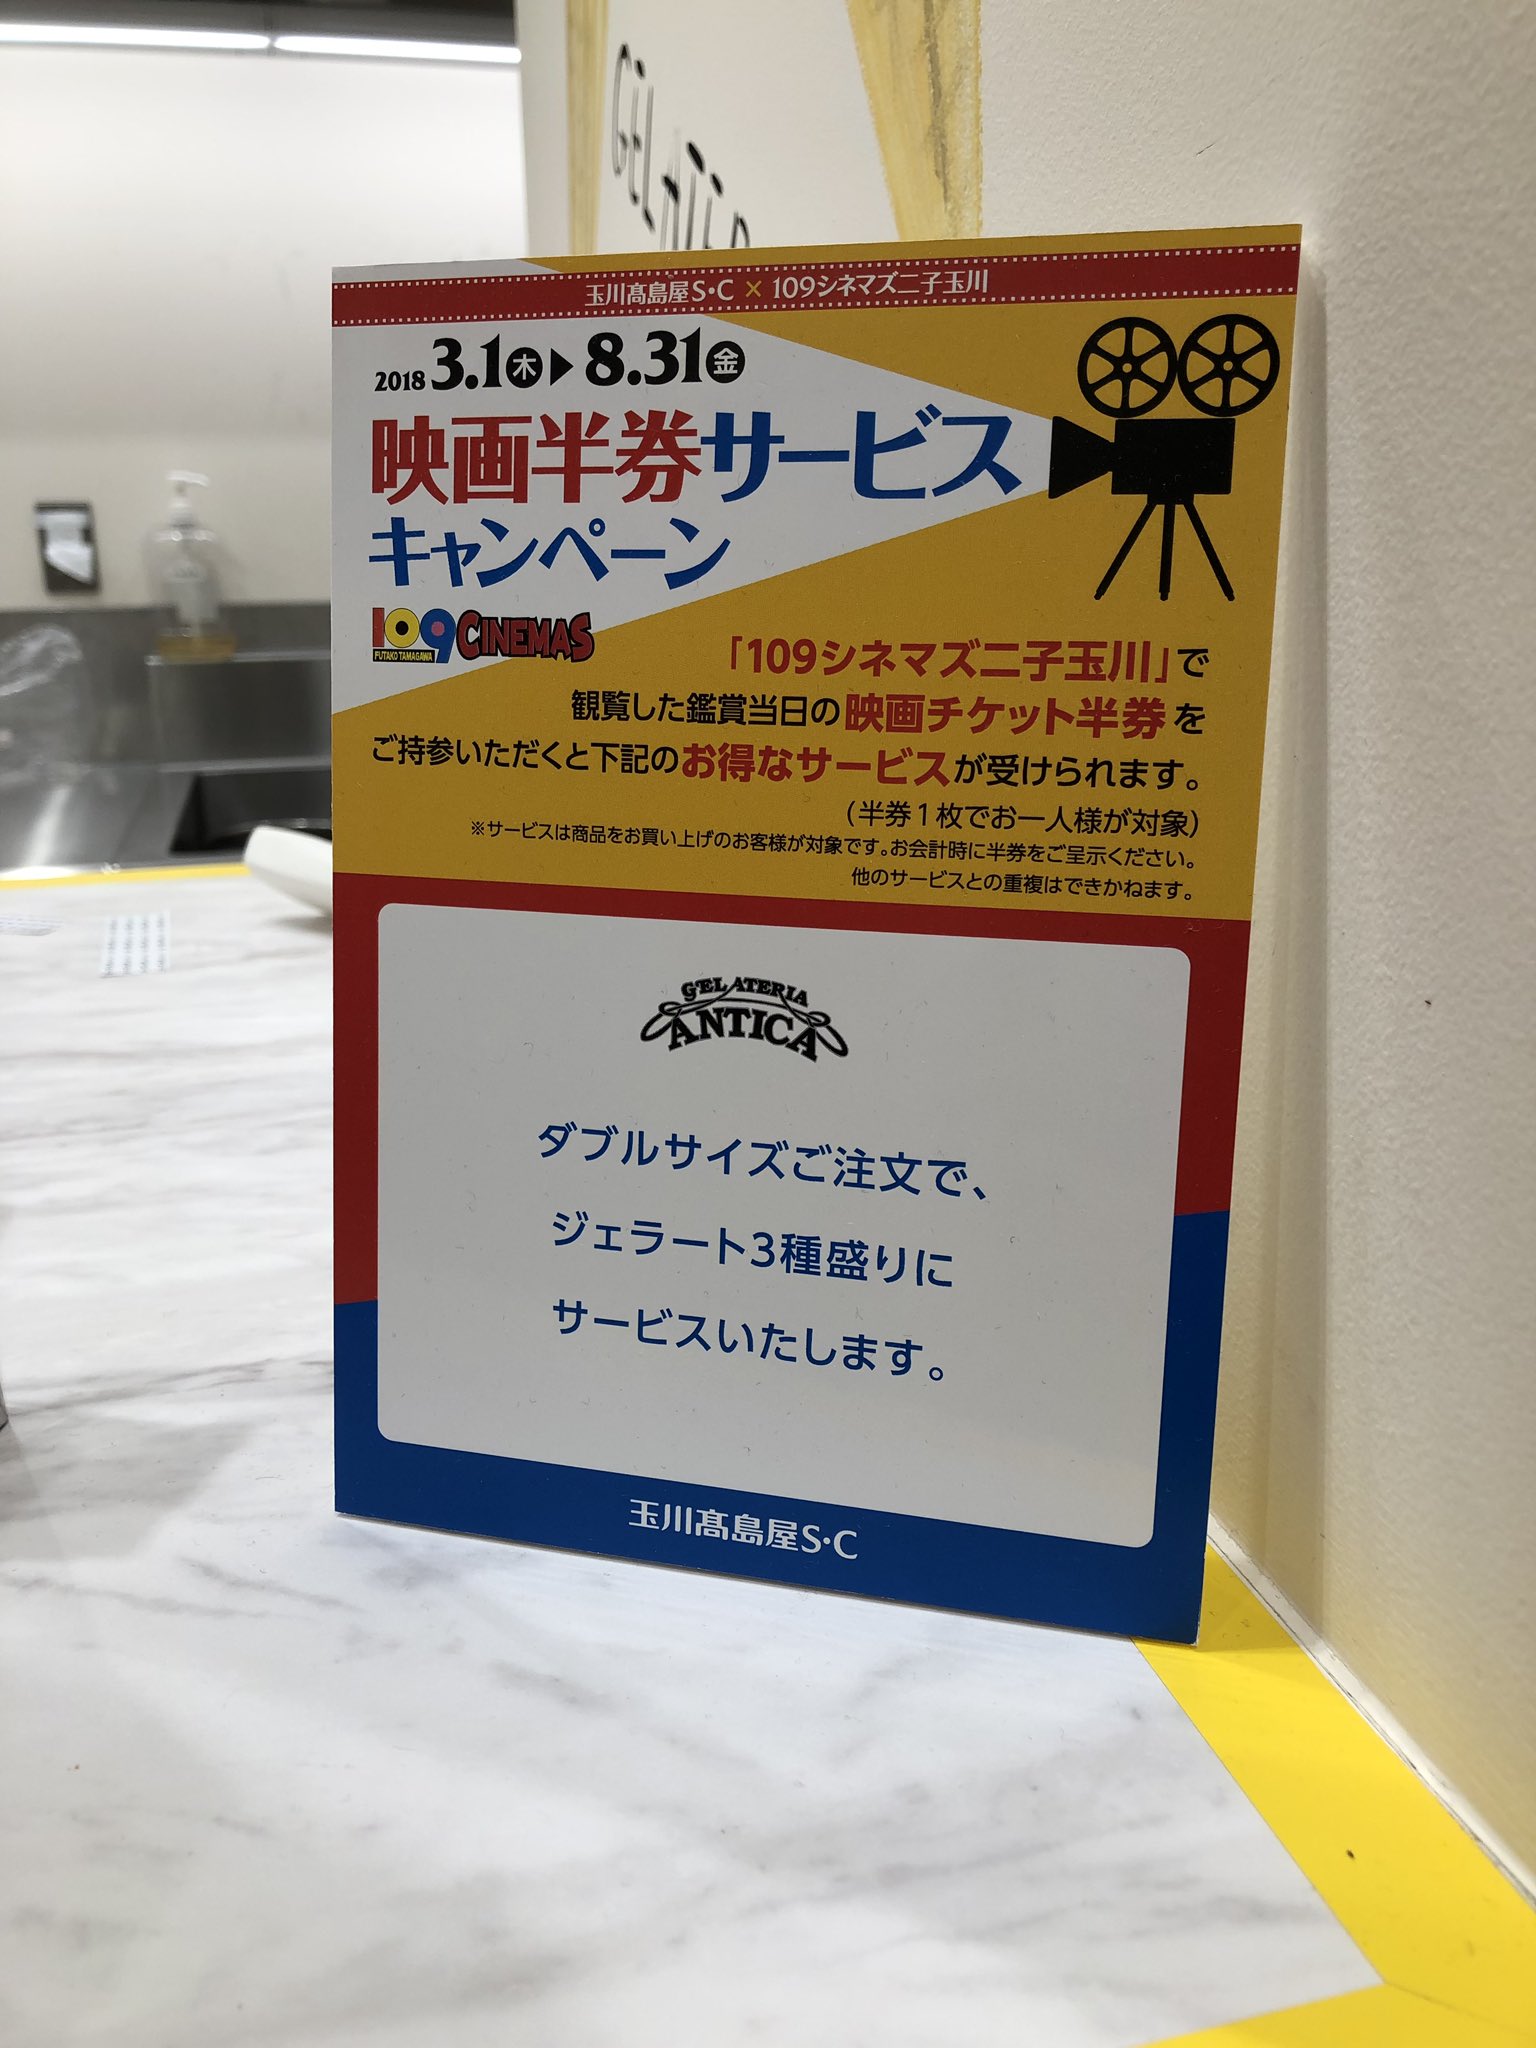 GELATER
玉川髙島屋S・C × 109シネマズ二子玉川
2018 3.1木▶8.31金
映画半券サービス
キャンペーン
109 CINEMAS
FUTAKO TAMAGAWA
「109シネマズ二子玉川」で
観覧した鑑賞当日の映画チケット半券を
ご持参いただくと下記のお得なサービスが受けられます。
(半券1枚でお一人様が対象)
※サービスは商品をお買い上げのお客様が対象です。お会計時に半券をご呈示ください。
他のサービスとの重複はできかねます。
GELATERIA
ANTICA
ダブルサイズご注文で、
ジェラート3種盛りに
サービスいたします。
玉川髙島屋S・C